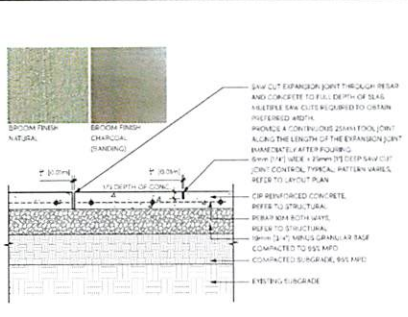 BROOM FINISH
NATURAL
BROOM FINISH
CHARCOAL
(BANDING)
SAW CUT EXPANSION JOINT THROUGH REBAR
AND CONCRETE TO FULL DEPTH OF SLAB.
MULTIPLE SAW CUTS REQUIRED TO OBTAIN
PREFERRED WIDTH.
PROVIDE A CONTINUOUS 25MM TOOL JOINT
ALONG THE LENGTH OF THE EXPANSION JOINT
IMMEDIATELY AFTER POURING.
6mm (1/4") WIDE x 25mm (1") DEEP SAW CUT
JOINT CONTROL, TYPICAL, PATTERN VARIES,
REFER TO LAYOUT PLAN
1/3 DEPTH OF CONC.
CIP REINFORCED CONCRETE,
REFER TO STRUCTURAL
REBAR 10M BOTH WAYS,
REFER TO STRUCTURAL
19mm (3/4") MINUS GRANULAR BASE
COMPACTED TO 95% MPD
COMPACTED SUBGRADE, 95% MPD
EXISTING SUBGRADE